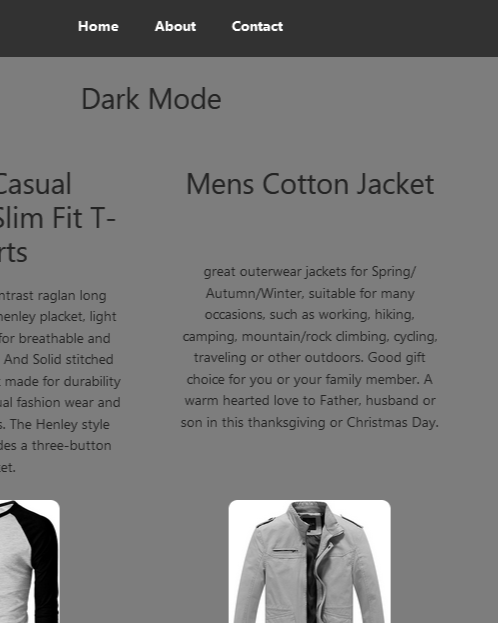 Home About Contact
Dark Mode
Casual
Slim Fit T-
rts
ntrast raglan long
henley placket, light
for breathable and
And Solid stitched
made for durability
ual fashion wear and
s. The Henley style
des a three-button
et.
Mens Cotton Jacket
great outerwear jackets for Spring/
Autumn/Winter, suitable for many
occasions, such as working, hiking,
camping, mountain/rock climbing, cycling,
traveling or other outdoors. Good gift
choice for you or your family member. A
warm hearted love to Father, husband or
son in this thanksgiving or Christmas Day.